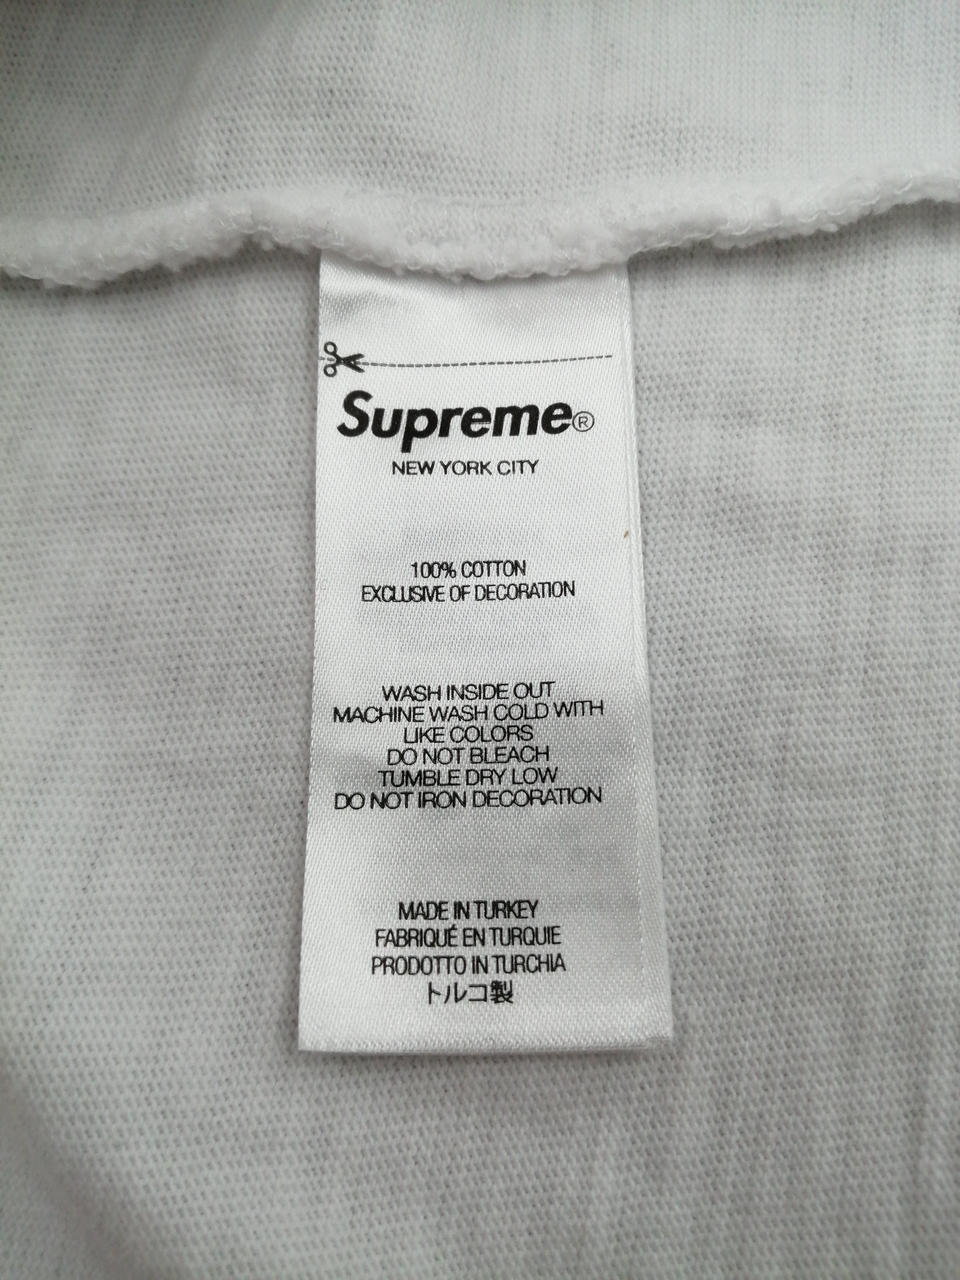 Supreme®
NEW YORK CITY
100% COTTON
EXCLUSIVE OF DECORATION
WASH INSIDE OUT
MACHINE WASH COLD WITH
LIKE COLORS
DO NOT BLEACH
TUMBLE DRY LOW
DO NOT IRON DECORATION
MADE IN TURKEY
FABRIQUÉ EN TURQUIE
PRODOTTO IN TURCHIA
トルコ製